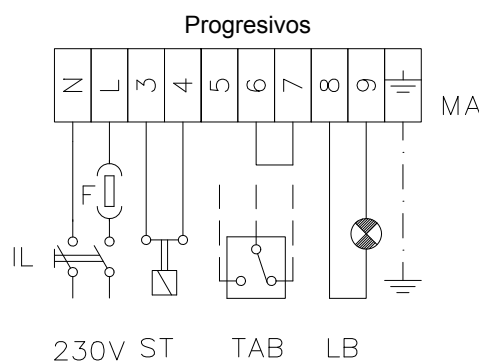 Progresivos
N L 3 4 5 6 7 8 9
MA
F
IL
230V ST TAB LB